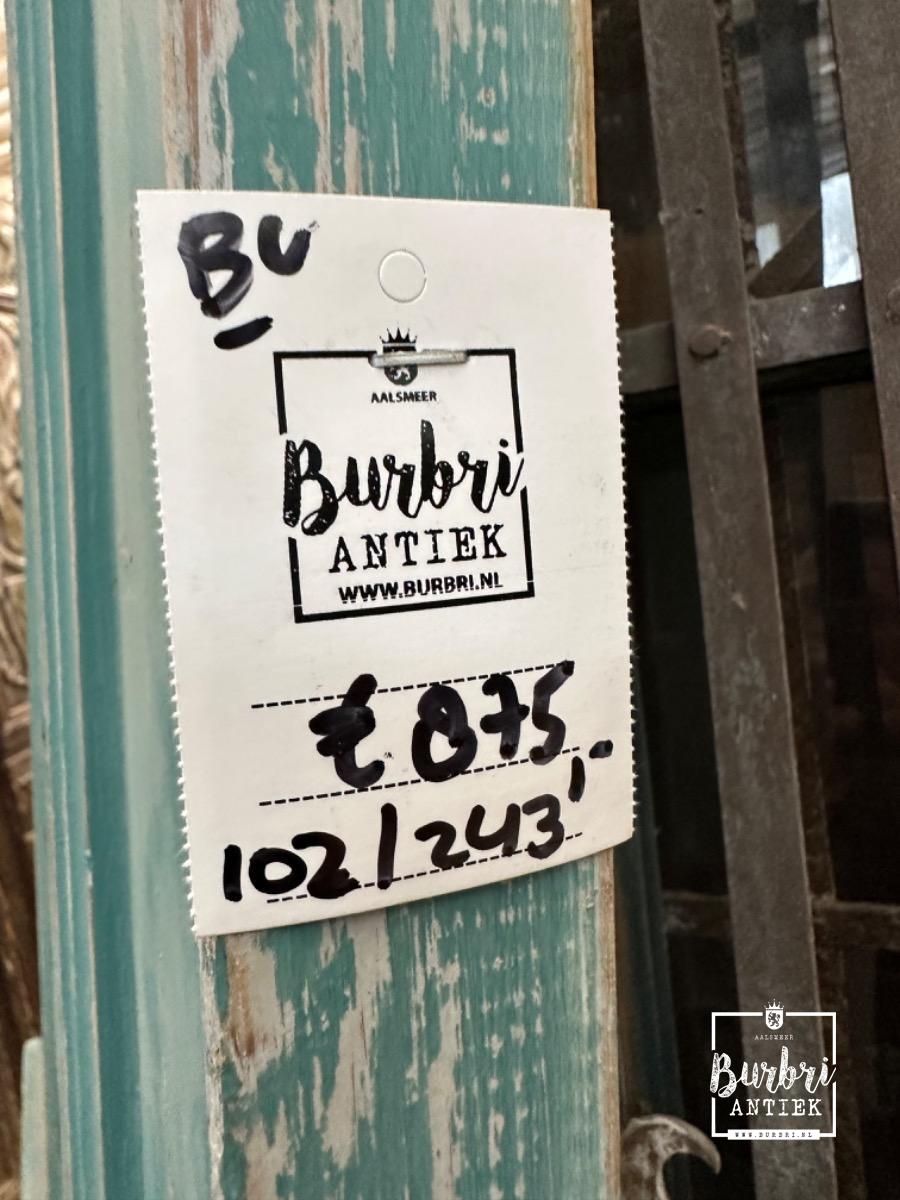 BU
AALSMEER
Burbri
ANTIEK
WWW.BURBRI.NL
€ 875,-
102/243
AALSMEER
Burbri
ANTIEK
WWW.BURBRI.NL